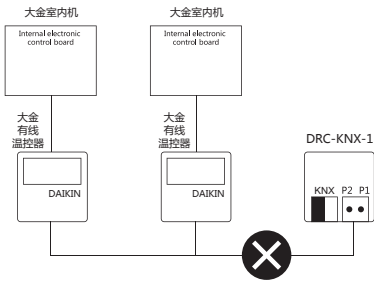 大金室内机
大金室内机
Internal electronic
control board
Internal electronic
control board
大金
有线
温控器
大金
有线
温控器
DRC-KNX-1
DAIKIN
DAIKIN
KNX P2 P1